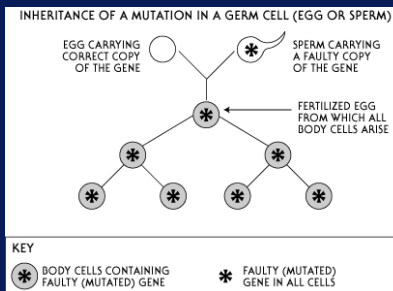 INHERITANCE OF A MUTATION IN A GERM CELL (EGG OR SPERM)
EGG CARRYING
CORRECT COPY
OF THE GENE
SPERM CARRYING
A FAULTY COPY
OF THE GENE
FERTILIZED EGG
FROM WHICH ALL
BODY CELLS ARISE
KEY
BODY CELLS CONTAINING
FAULTY (MUTATED) GENE
FAULTY (MUTATED)
GENE IN ALL CELLS